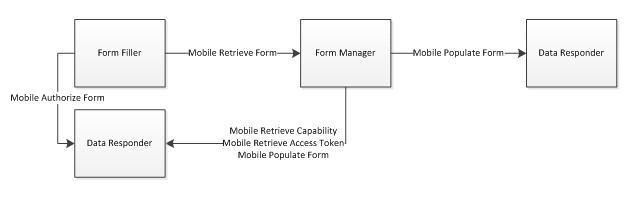 Form Filler
Mobile Retrieve Form
Form Manager
Mobile Populate Form
Data Responder
Mobile Authorize Form
Data Responder
Mobile Retrieve Capability
Mobile Retrieve Access Token
Mobile Populate Form